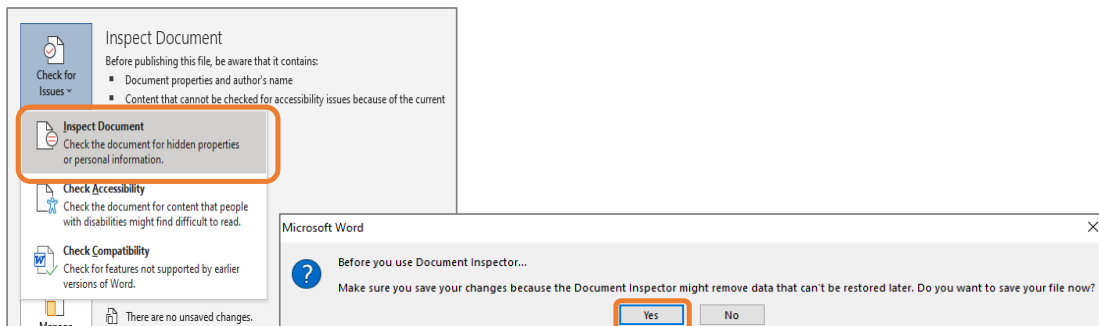 Inspect Document
Before publishing this file, be aware that it contains:
Check for
Issues
▪ Document properties and author's name
▪ Content that cannot be checked for accessibility issues because of the current
Inspect Document
Check the document for hidden properties
or personal information.
Check Accessibility
Check the document for content that people
with disabilities might find difficult to read.
Check Compatibility
Check for features not supported by earlier
versions of Word.
There are no unsaved changes.
Microsoft Word
Before you use Document Inspector...
Make sure you save your changes because the Document Inspector might remove data that can't be restored later. Do you want to save your file now?
Yes No